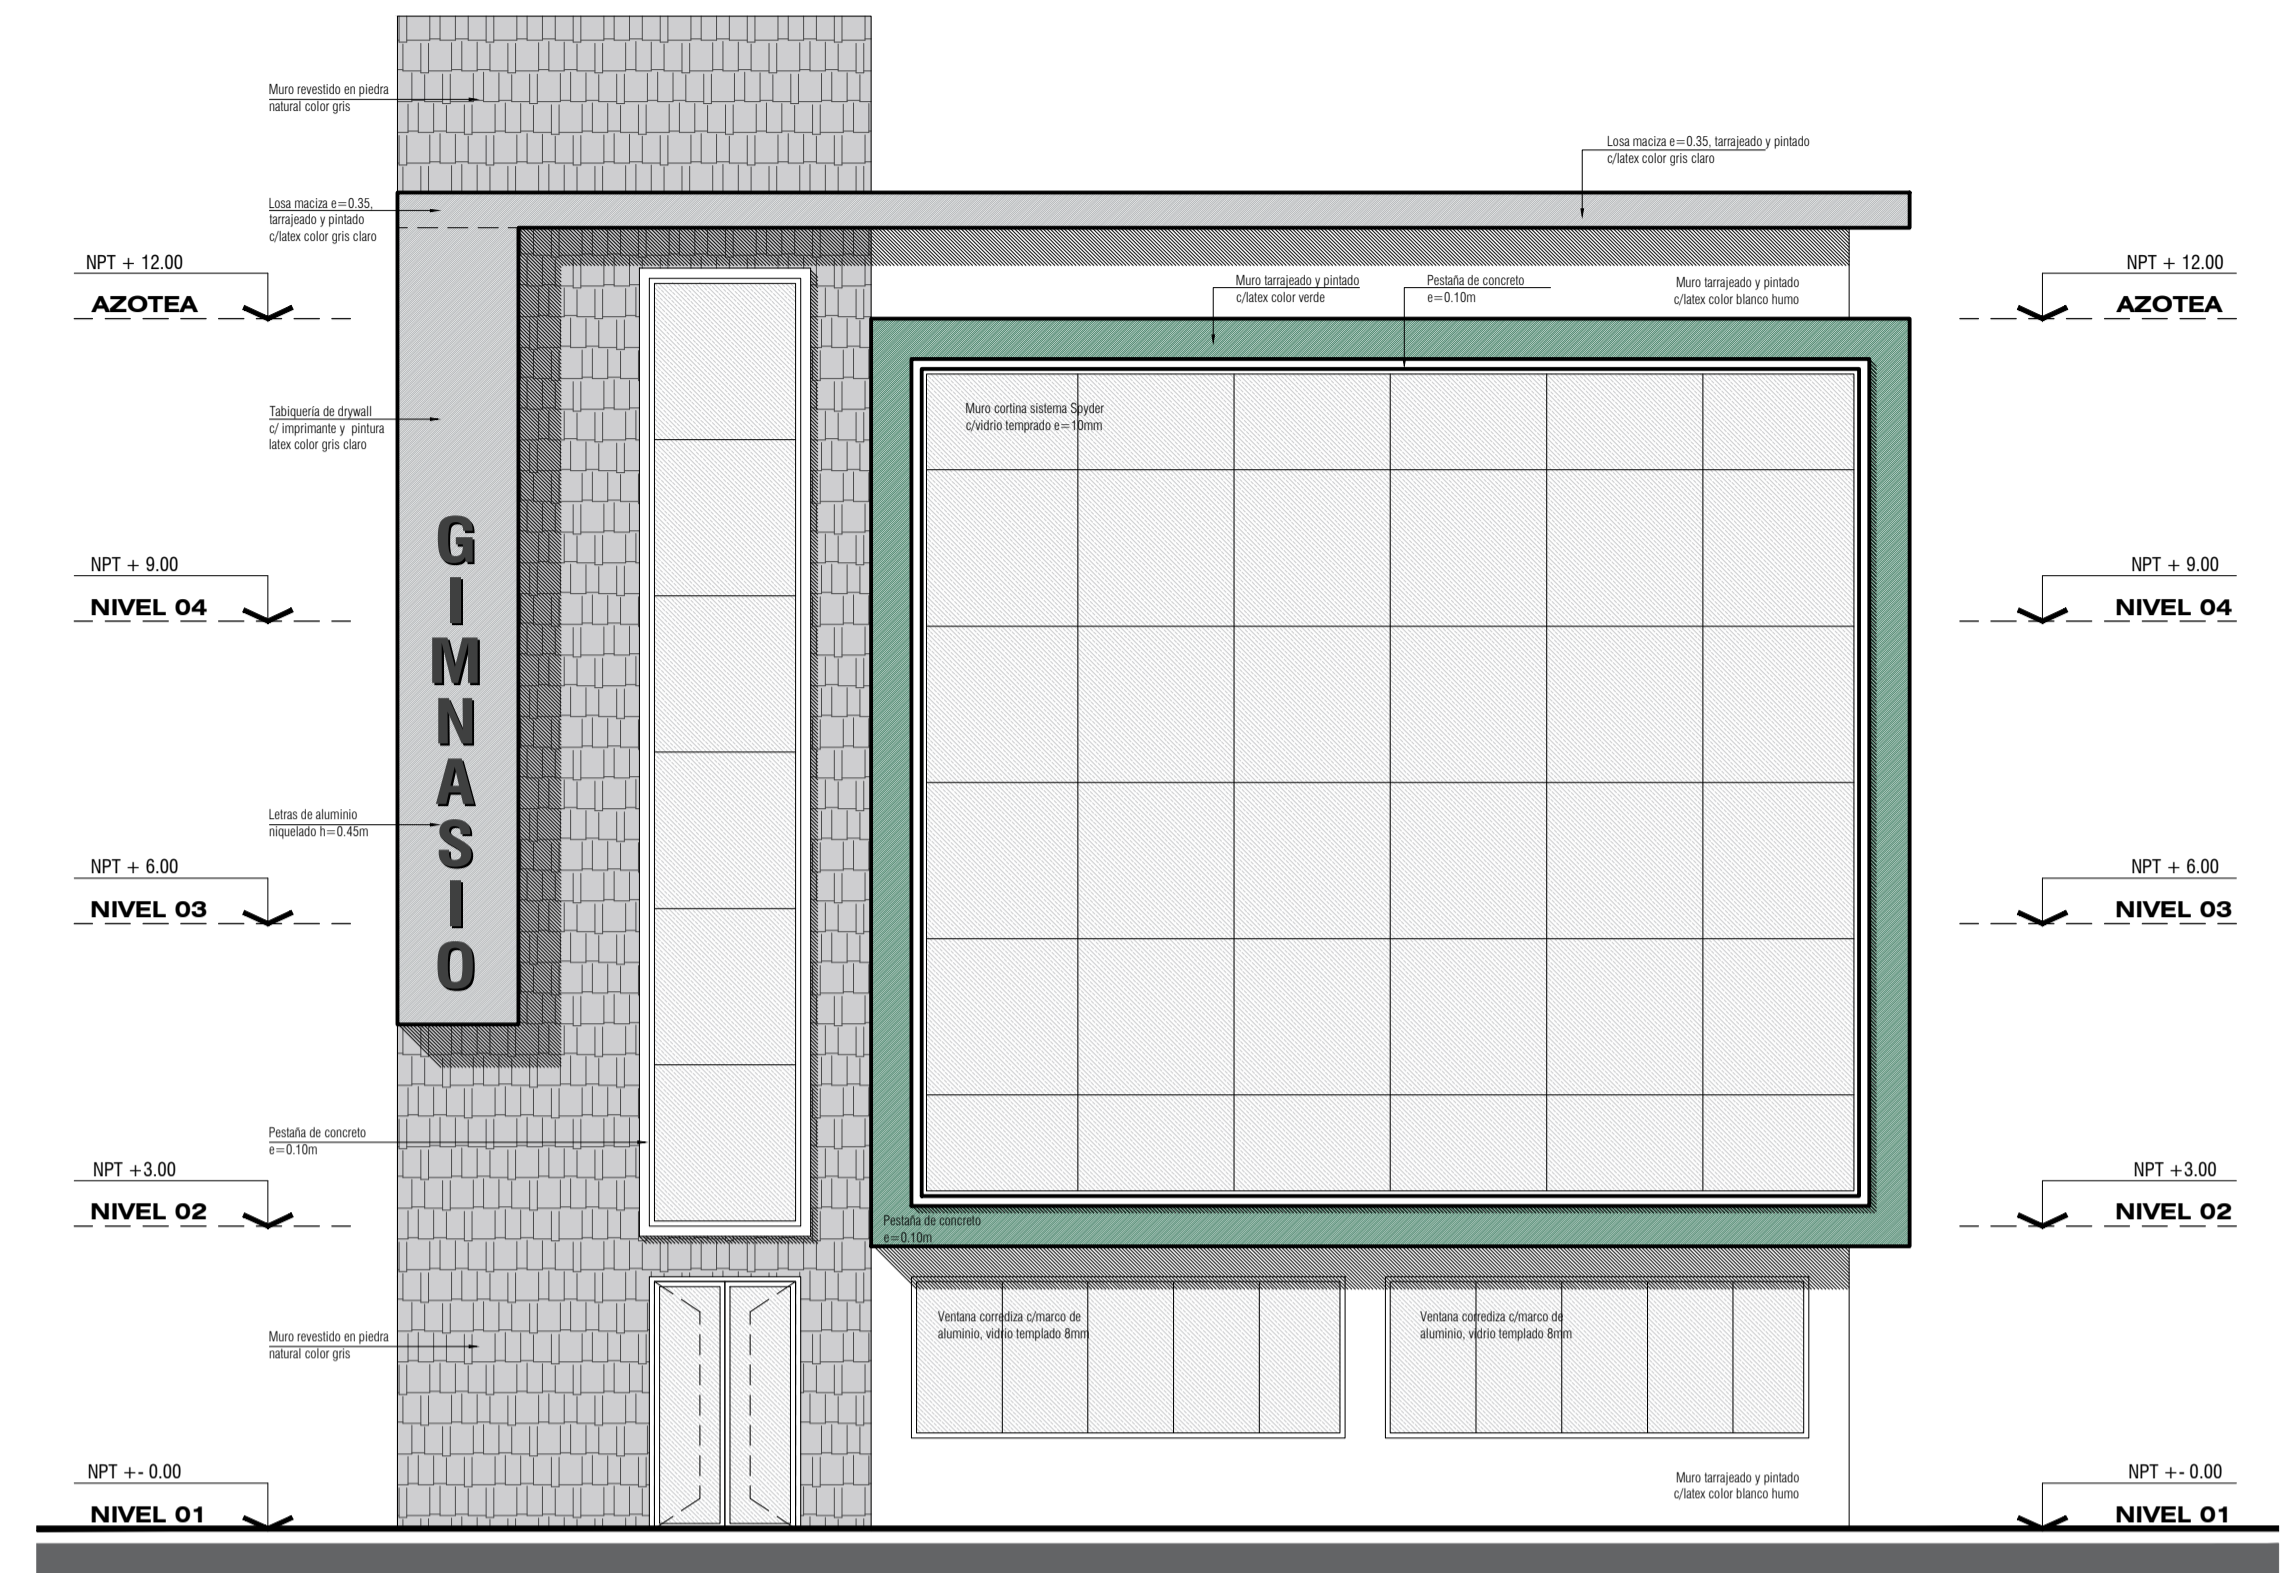 Muro revestido en piedra
natural color gris
Losa maciza e=0.35, tarrajeado y pintado
c/latex color gris claro
Losa maciza e=0.35,
tarrajeado y pintado
c/latex color gris claro
NPT + 12.00
AZOTEA
Muro tarrajeado y pintado
c/latex color verde
Pestaña de concreto
e=0.10m
Muro tarrajeado y pintado
c/latex color blanco humo
NPT + 12.00
AZOTEA
Tabiquería de drywall
c/ imprimante y pintura
latex color gris claro
Muro cortina sistema Spyder
c/vidrio temprado e=10mm
G
I
M
N
A
S
I
O
NPT + 9.00
NIVEL 04
NPT + 9.00
NIVEL 04
Letras de aluminio
niquelado h=0.45m
NPT + 6.00
NIVEL 03
NPT + 6.00
NIVEL 03
Pestaña de concreto
e=0.10m
NPT +3.00
NIVEL 02
Pestaña de concreto
e=0.10m
NPT +3.00
NIVEL 02
Muro revestido en piedra
natural color gris
Ventana corrediza c/marco de
aluminio, vidrio templado 8mm
Ventana corrediza c/marco de
aluminio, vidrio templado 8mm
NPT +- 0.00
NIVEL 01
Muro tarrajeado y pintado
c/latex color blanco humo
NPT +- 0.00
NIVEL 01